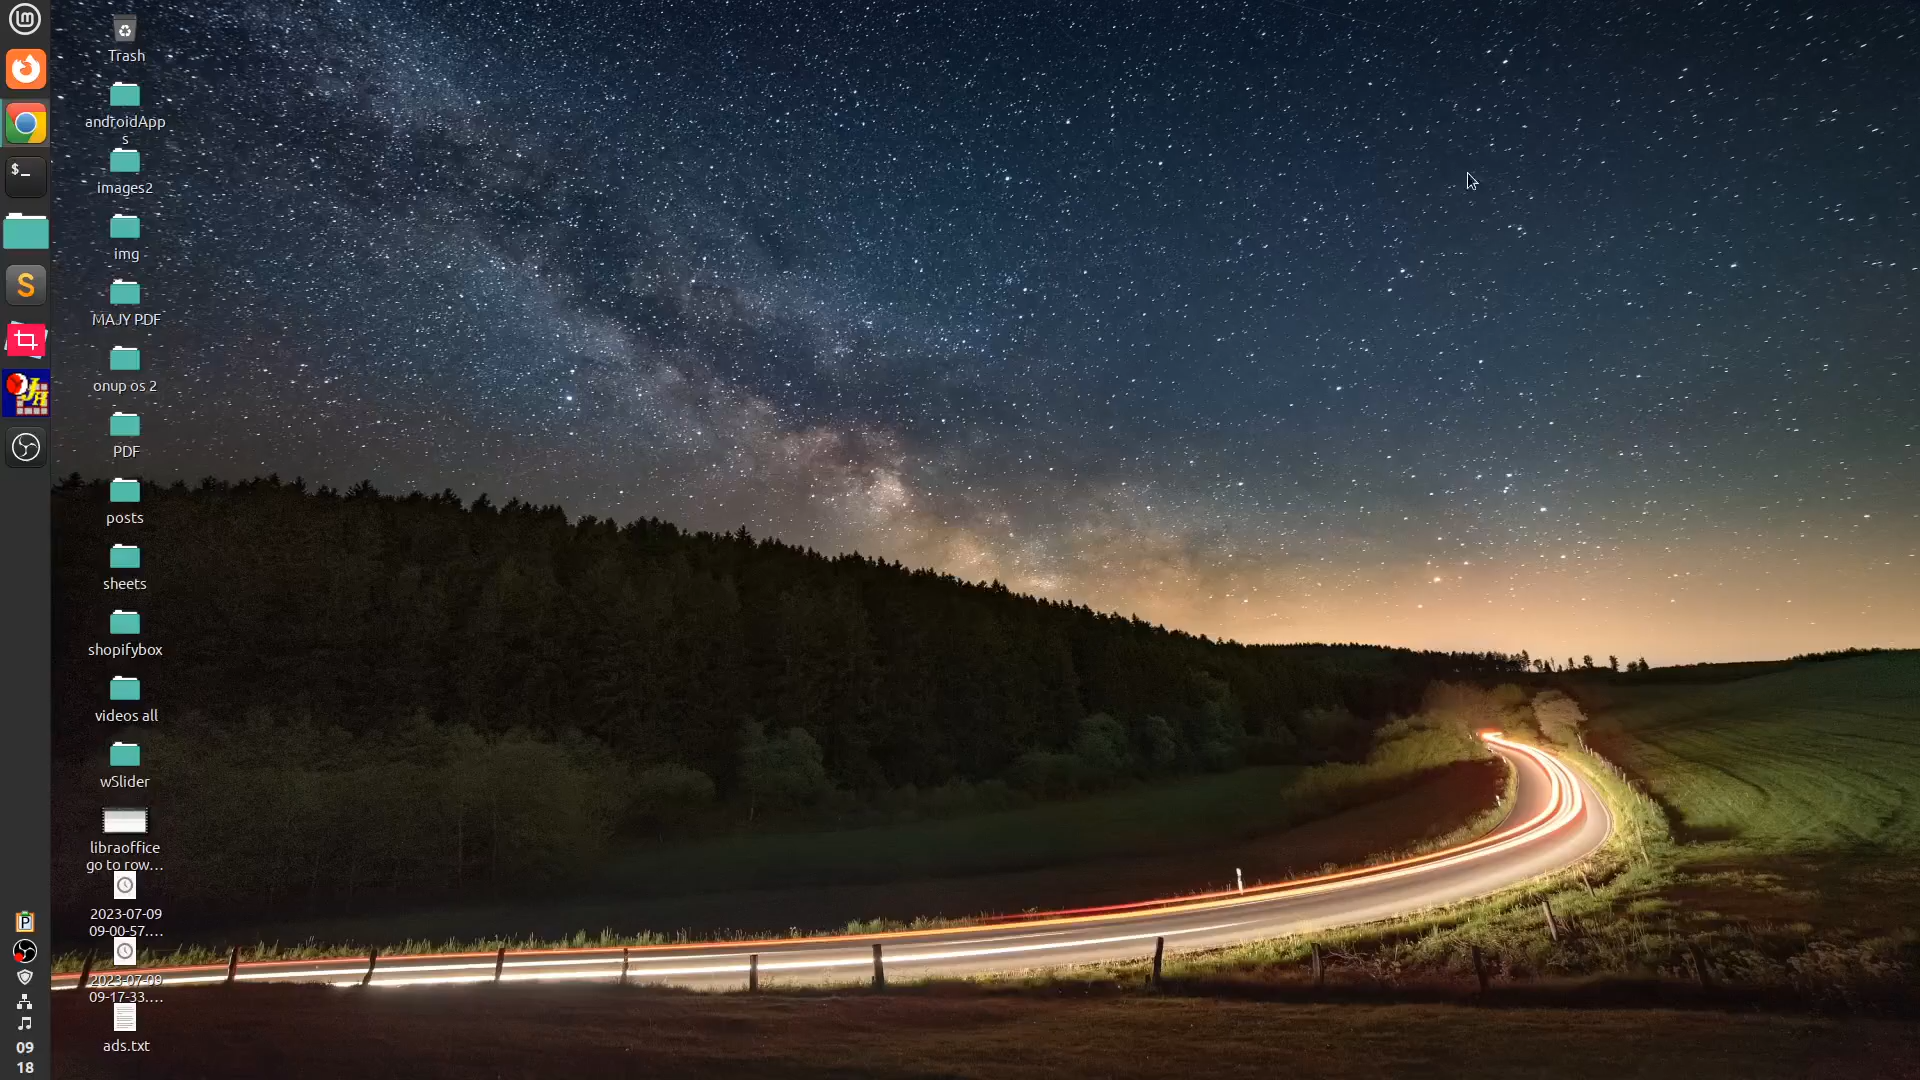 Trash
androidApp
s
images2
img
MAJY PDF
onup os 2
PDF
posts
sheets
shopifybox
videos all
wSlider
libraoffice
go to row...
2023-07-09
09-00-57....
2023-07-09
09-17-33....
ads.txt
$_
S
P
09
18